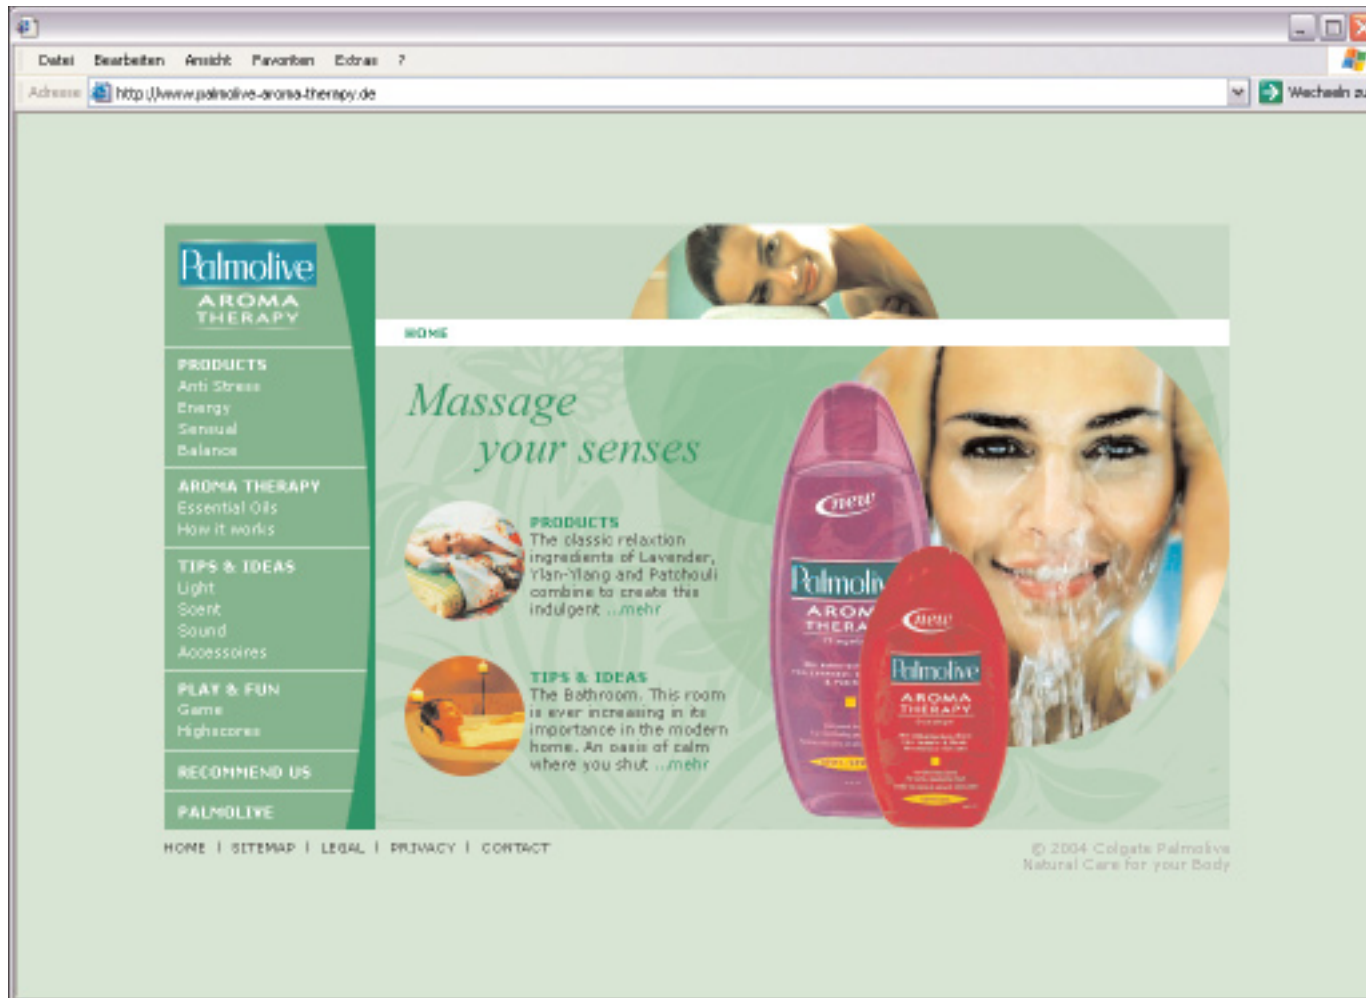 Datei Bearbeiten Ansicht Favoriten Extras ?
Adresse http://www.palmolive-aroma-therapy.de Wechseln zu
Palmolive
AROMA
THERAPY
HOME
PRODUCTS
Anti Stress
Energy
Sensual
Balance
AROMA THERAPY
Essential Oils
How it works
TIPS & IDEAS
Light
Scent
Sound
Accessoires
PLAY & FUN
Game
Highscores
RECOMMEND US
PALMOLIVE
Massage
your senses
PRODUCTS
The classic relaxtion
ingredients of Lavender,
Ylan-Ylang and Patchouli
combine to create this
indulgent ...mehr
TIPS & IDEAS
The Bathroom. This room
is ever increasing in its
importance in the modern
home. An oasis of calm
where you shut ...mehr
new
Palmoliv
AROM
THERA
new
Palmolive
AROMA
THERAPY
HOME | SITEMAP | LEGAL | PRIVACY | CONTACT
© 2004 Colgate Palmolive
Natural Care for your Body